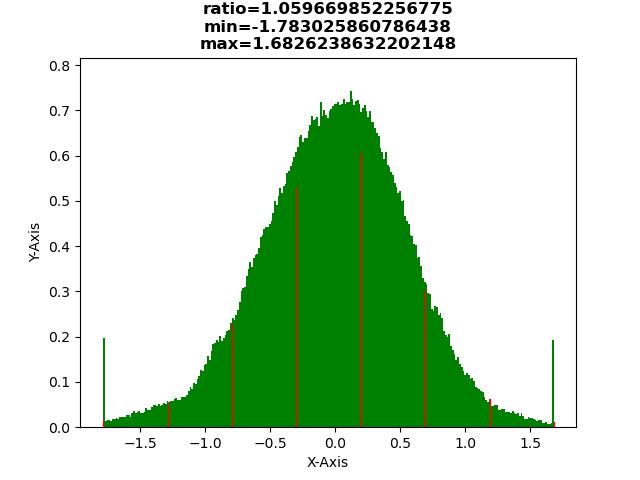 ratio=1.059669852256775
min=-1.783025860786438
max=1.6826238632202148
0.8
0.7
0.6
0.5
0.4
0.3
0.2
0.1
0.0
Y-Axis
−1.5 −1.0 −0.5 0.0 0.5 1.0 1.5
X-Axis